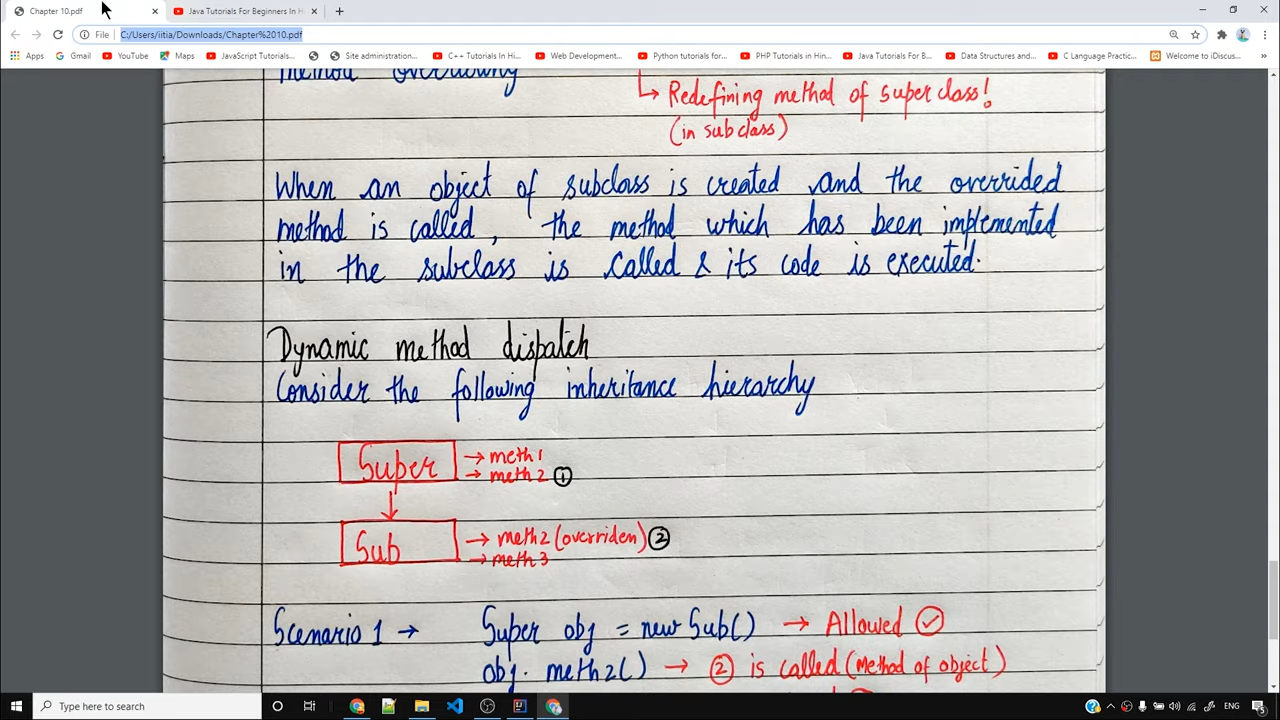 Chapter 10.pdf
Java Tutorials For Beginners In H
File
C:/Users/iitia/Downloads/Chapter%2010.pdf
Apps
Gmail
YouTube
Maps
JavaScript Tutorials...
Site administration...
C++ Tutorials In Hi...
Web Development...
Python tutorials for...
PHP Tutorials in Hi...
Java Tutorials For B...
Data Structures and...
C Language Practic...
Welcome to iDiscus...
method overriding
Redefining method of super class!
(in subclass)
When an object of subclass is created and the overrided
method is called, the method which has been implemented
in the subclass is called & its code is executed.
Dynamic method dispatch
Consider the following inheritance hierarchy
Super → meth1
→ meth2 ①
Sub → meth2 (overriden) ②
→ meth3
Scenario 1 → Super obj = new Sub() → Allowed
obj. meth2() → ② is called (method of object)
Type here to search
ENG